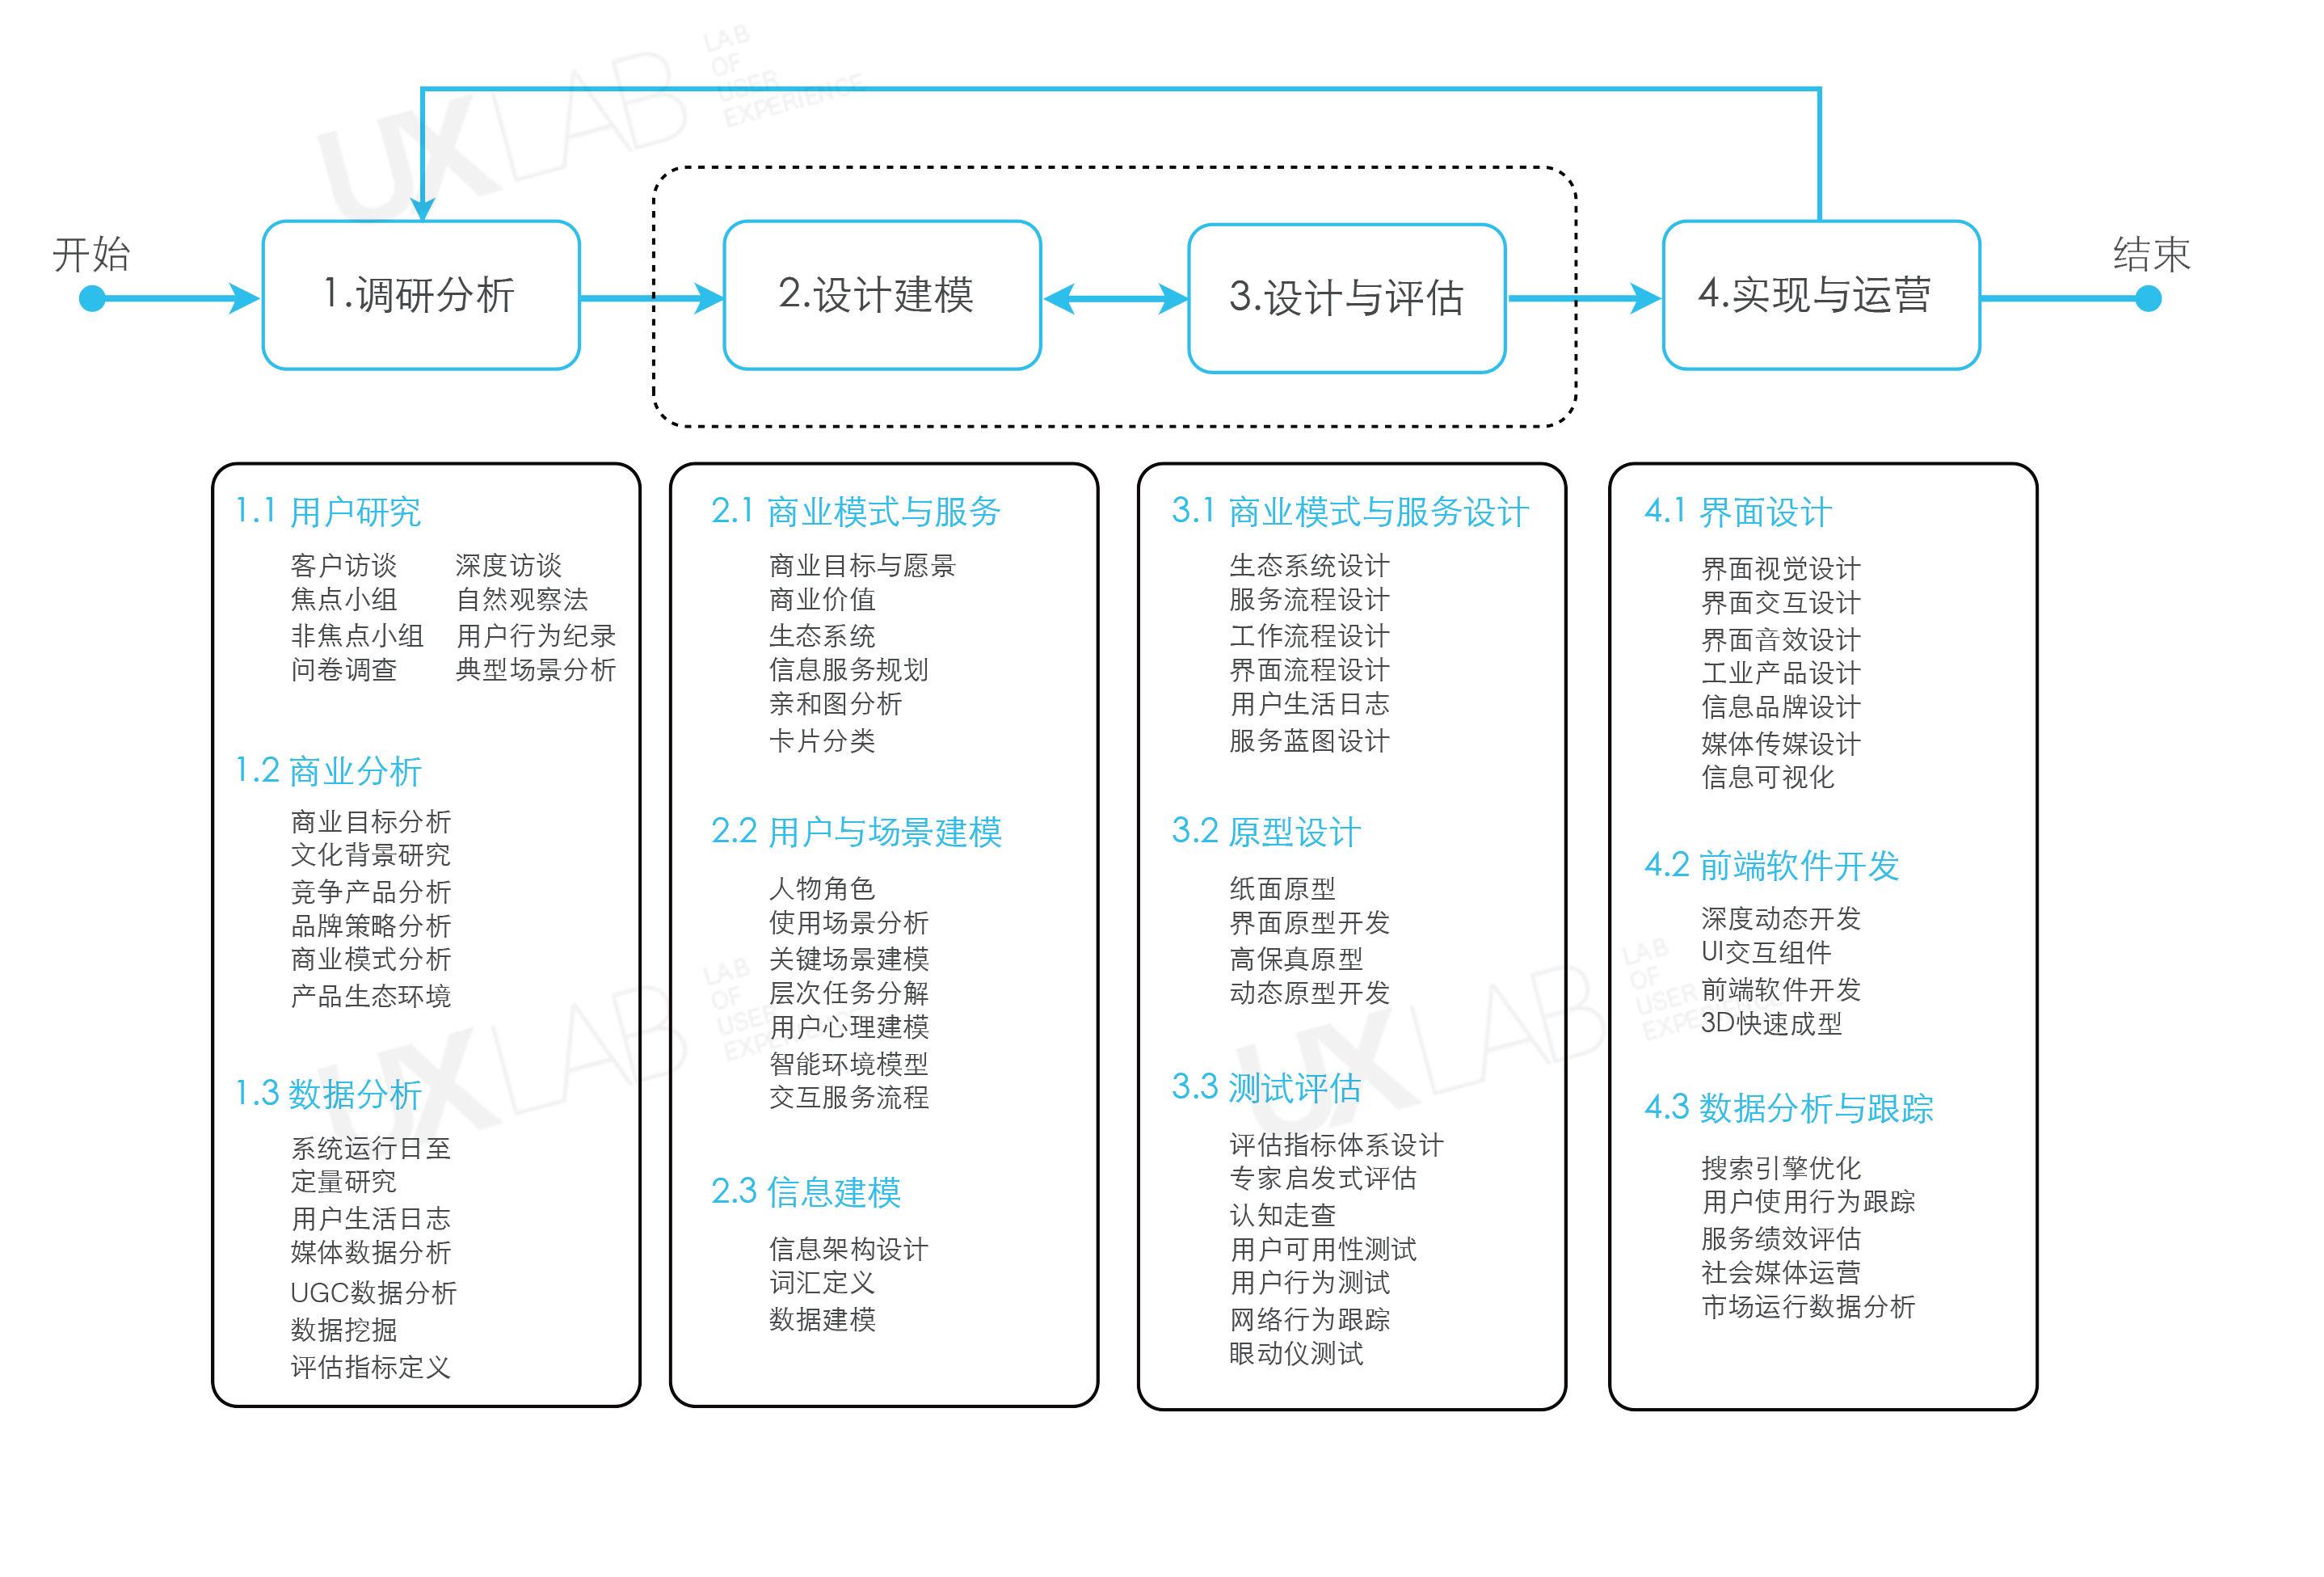 LAB
OF
USER
EXPERIENCE
UXLAB
开始
1.调研分析
2.设计建模
3.设计与评估
4.实现与运营
结束
1.1 用户研究
客户访谈 深度访谈
焦点小组 自然观察法
非焦点小组 用户行为纪录
问卷调查 典型场景分析
1.2 商业分析
商业目标分析
文化背景研究
竞争产品分析
品牌策略分析
商业模式分析
产品生态环境
1.3 数据分析
系统运行日至
定量研究
用户生活日志
媒体数据分析
UGC数据分析
数据挖掘
评估指标定义
2.1 商业模式与服务
商业目标与愿景
商业价值
生态系统
信息服务规划
亲和图分析
卡片分类
2.2 用户与场景建模
人物角色
使用场景分析
关键场景建模
层次任务分解
用户心理建模
智能环境模型
交互服务流程
2.3 信息建模
信息架构设计
词汇定义
数据建模
3.1 商业模式与服务设计
生态系统设计
服务流程设计
工作流程设计
界面流程设计
用户生活日志
服务蓝图设计
3.2 原型设计
纸面原型
界面原型开发
高保真原型
动态原型开发
3.3 测试评估
评估指标体系设计
专家启发式评估
认知走查
用户可用性测试
用户行为测试
网络行为跟踪
眼动仪测试
4.1 界面设计
界面视觉设计
界面交互设计
界面音效设计
工业产品设计
信息品牌设计
媒体传媒设计
信息可视化
4.2 前端软件开发
深度动态开发
UI交互组件
前端软件开发
3D快速成型
4.3 数据分析与跟踪
搜索引擎优化
用户使用行为跟踪
服务绩效评估
社会媒体运营
市场运行数据分析
LAB
OF
USER
EXPERIENCE
UXLAB
LAB
OF
USER
EXPERIENCE
UXLAB